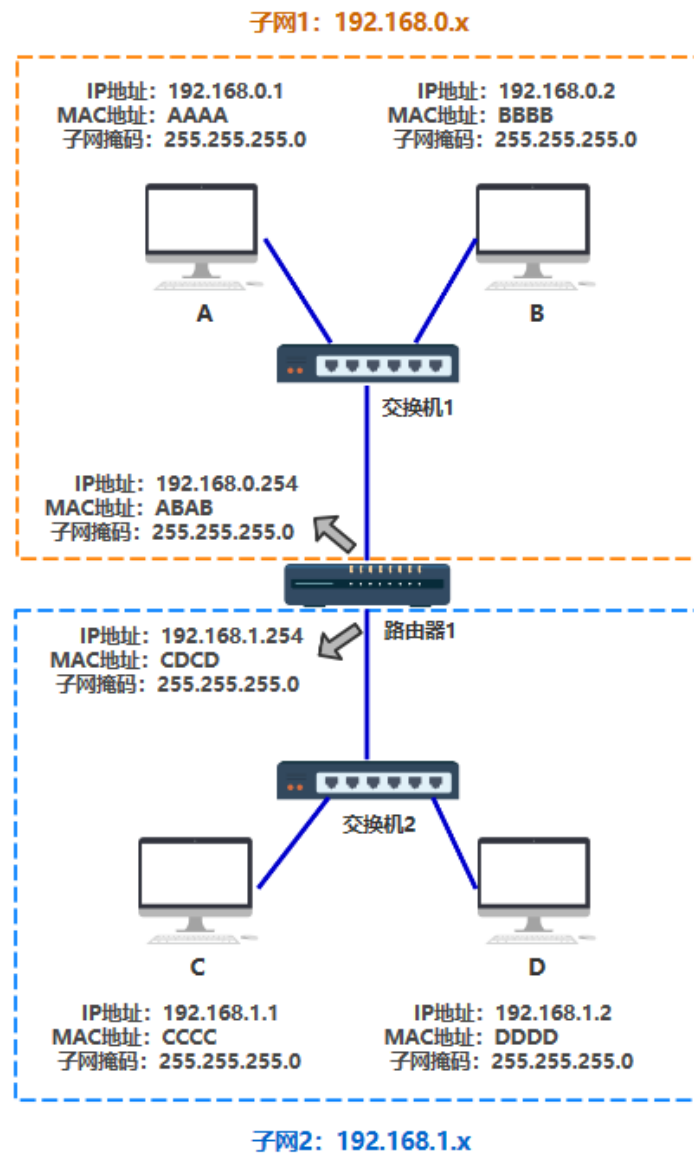 子网1：192.168.0.x
IP地址：192.168.0.1
MAC地址：AAAA
子网掩码：255.255.255.0
IP地址：192.168.0.2
MAC地址：BBBB
子网掩码：255.255.255.0
A
B
交换机1
IP地址：192.168.0.254
MAC地址：ABAB
子网掩码：255.255.255.0
路由器1
IP地址：192.168.1.254
MAC地址：CDCD
子网掩码：255.255.255.0
交换机2
C
D
IP地址：192.168.1.1
MAC地址：CCCC
子网掩码：255.255.255.0
IP地址：192.168.1.2
MAC地址：DDDD
子网掩码：255.255.255.0
子网2：192.168.1.x